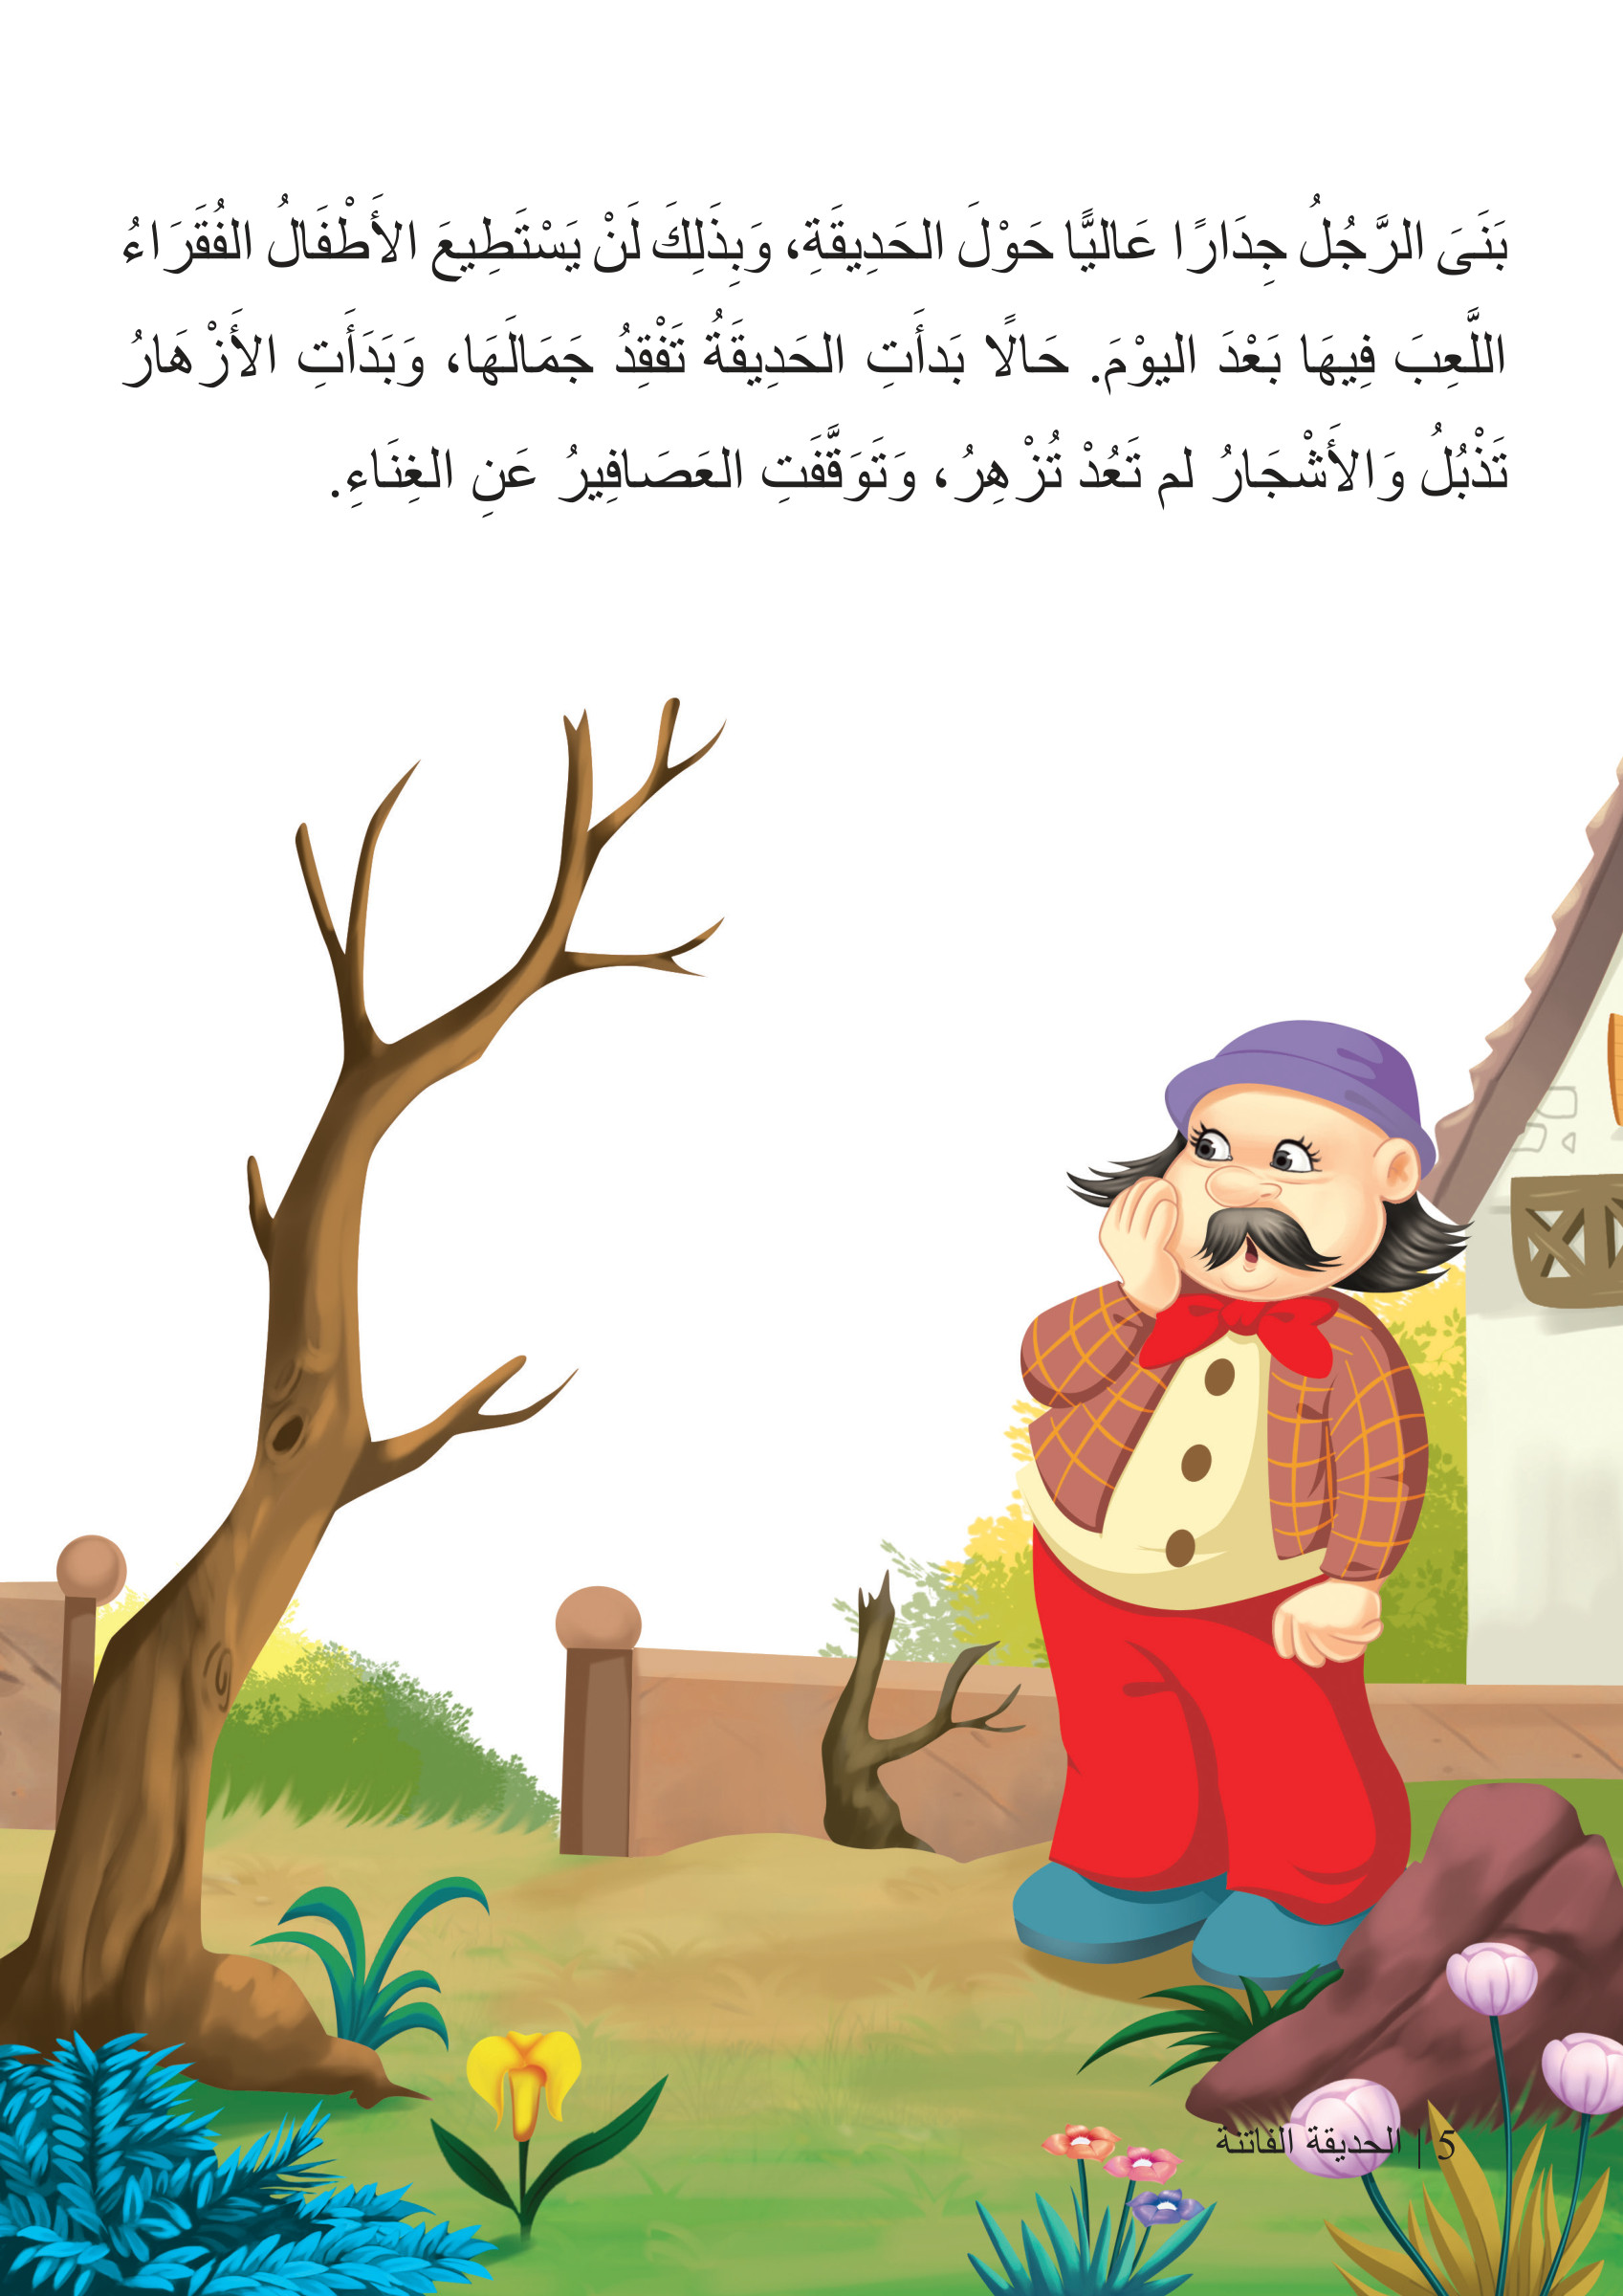 بَنَىَ الرَّجُلُ جِدَارًا عَاليًّا حَوْلَ الحَدِيقَةِ، وَبِذَلِكَ لَنْ يَسْتَطِيعَ الأَطْفَالُ الفُقَرَاءُ
اللَّعِبَ فِيهَا بَعْدَ اليوْمَ. حَالًا بَدأَتِ الحَدِيقَةُ تَفْقِدُ جَمَالَهَا، وَبَدَأَتِ الأَزْهَارُ
تَذْبُلُ وَالأَشْجَارُ لم تَعُدْ تُزْهِرُ، وَتَوَقَّفَتِ العَصَافِيرُ عَنِ الغِنَاءِ.
5 | الحديقة الفاتنة